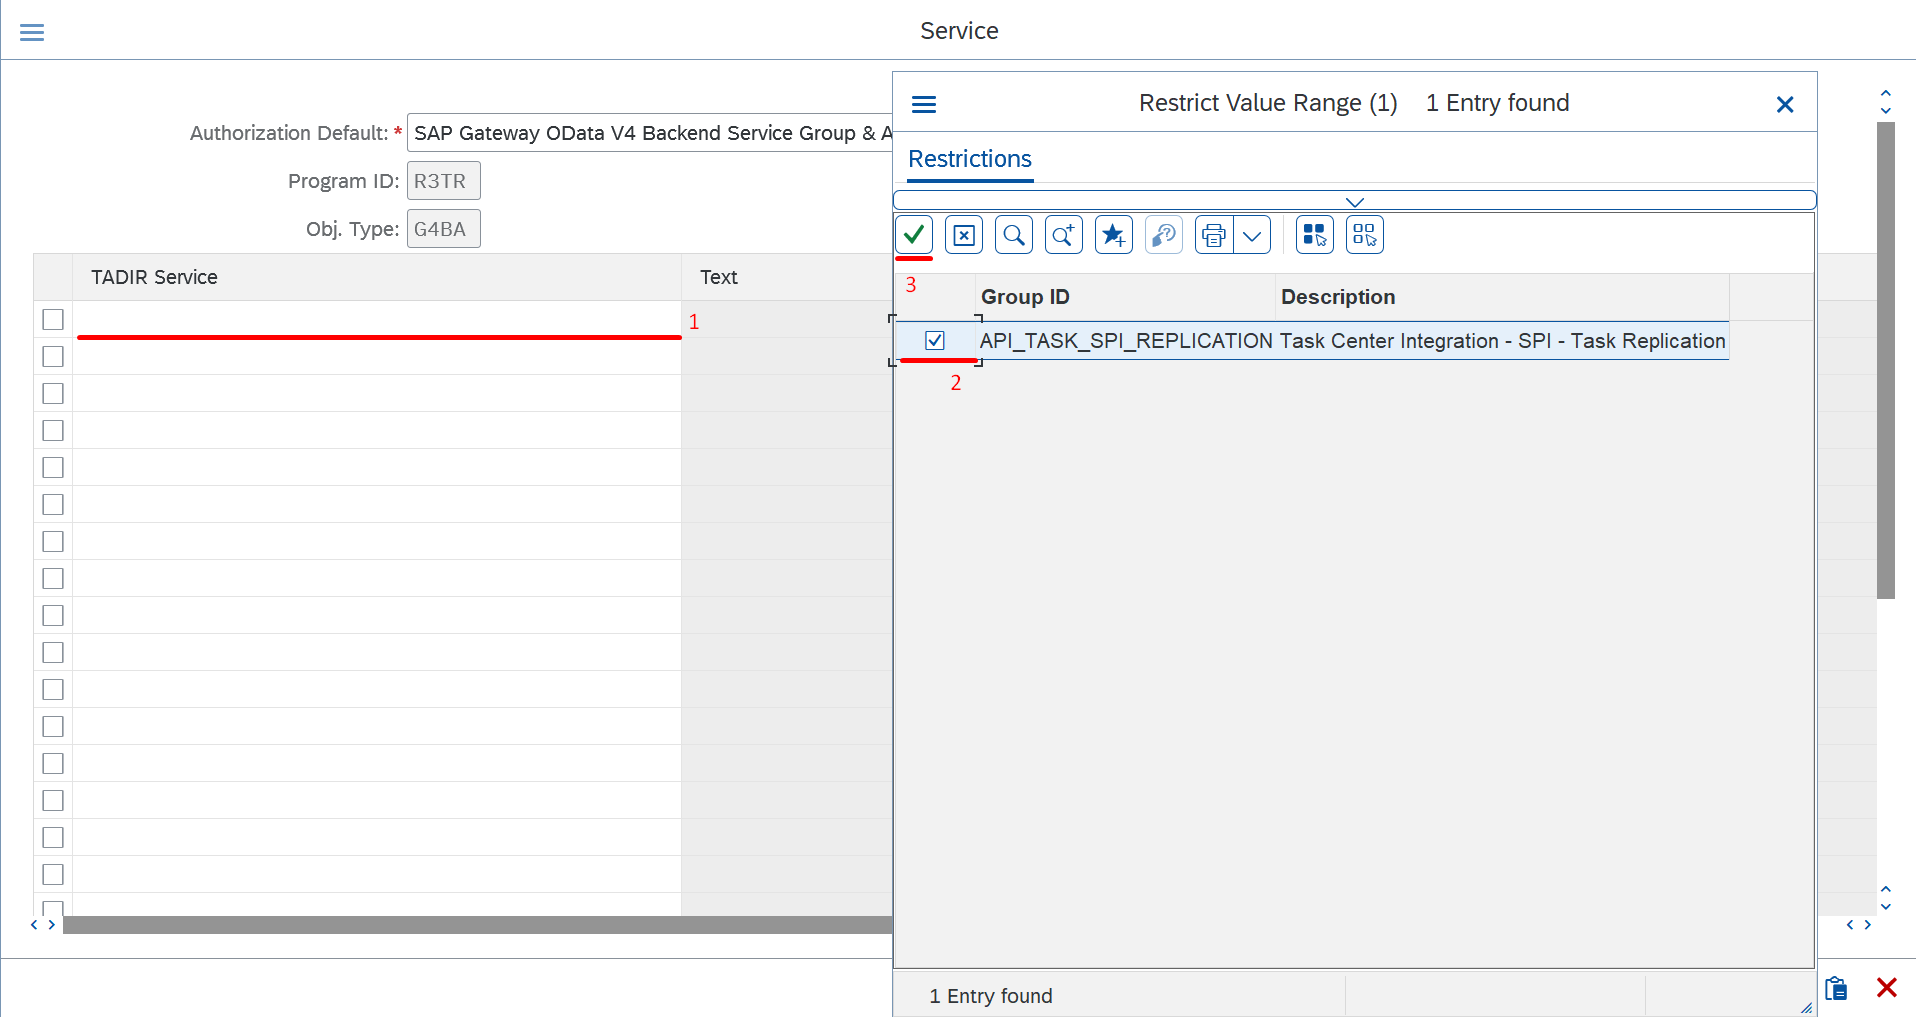 Service
Restrict Value Range (1) 1 Entry found
Authorization Default: * SAP Gateway OData V4 Backend Service Group & A
Restrictions
Program ID: R3TR
Obj. Type: G4BA
TADIR Service Text
3
Group ID Description
1
API_TASK_SPI_REPLICATION Task Center Integration - SPI - Task Replication
2
1 Entry found